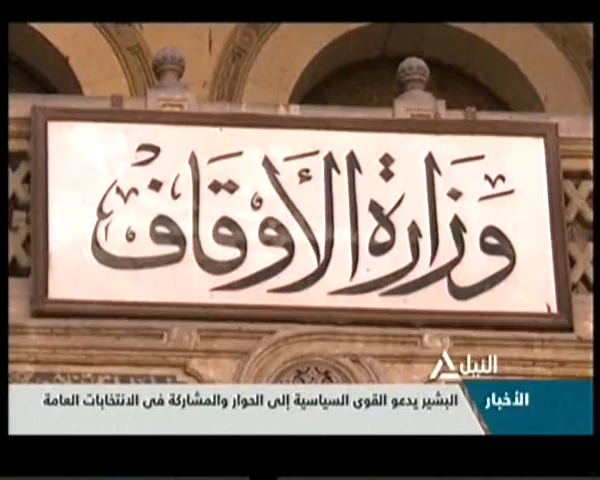 وزارة الأوقاف
النيل
الأخبار
البشير يدعو القوى السياسية إلى الحوار والمشاركة فى الانتخابات العامة